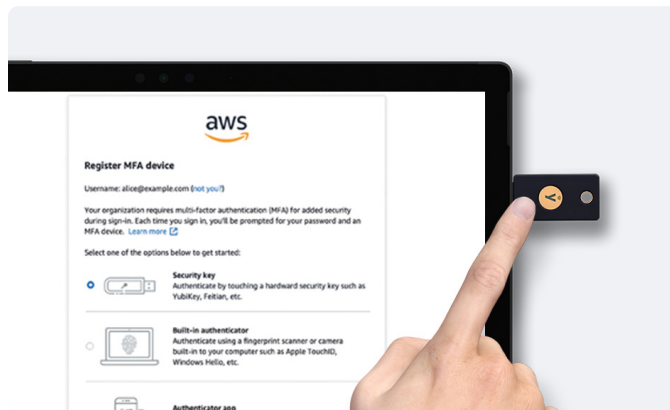 aws
Register MFA device
Username: alice@example.com (not you?)
Your organization requires multi-factor authentication (MFA) for added security
during sign-in. Each time you sign in, you'll be prompted for your password and an
MFA device. Learn more
Select one of the options below to get started:
Security key
Authenticate by touching a hardware security key such as
YubiKey, Feitian, etc.
Built-in authenticator
Authenticate using a fingerprint scanner or camera
built-in to your computer such as Apple TouchID,
Windows Hello, etc.
Authenticator app
y